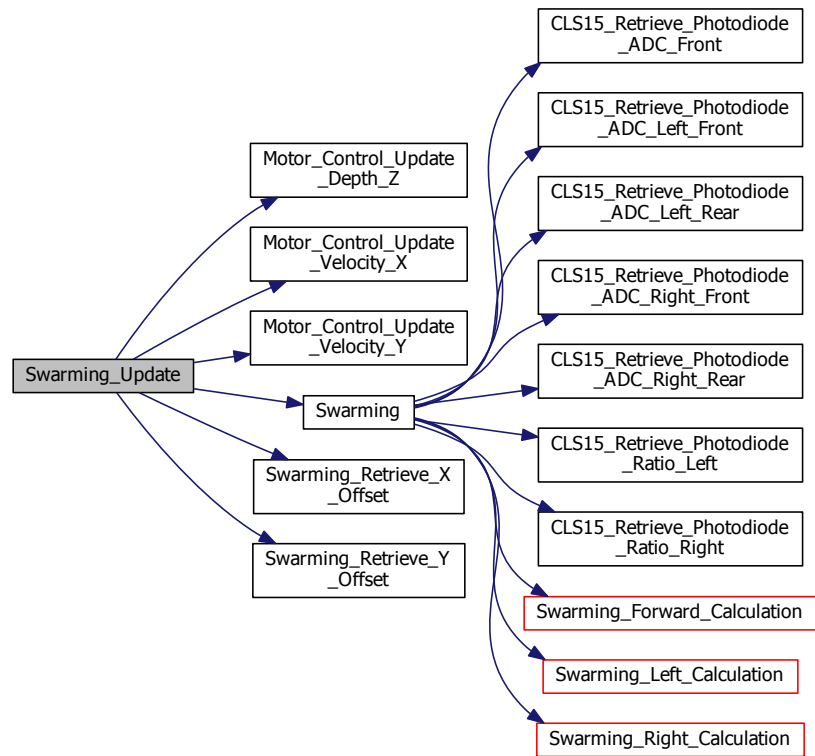 CLS15_Retrieve_Photodiode
_ADC_Front
CLS15_Retrieve_Photodiode
_ADC_Left_Front
Motor_Control_Update
_Depth_Z
CLS15_Retrieve_Photodiode
_ADC_Left_Rear
Motor_Control_Update
_Velocity_X
CLS15_Retrieve_Photodiode
_ADC_Right_Front
Motor_Control_Update
_Velocity_Y
Swarming_Update
CLS15_Retrieve_Photodiode
_ADC_Right_Rear
Swarming
CLS15_Retrieve_Photodiode
_Ratio_Left
Swarming_Retrieve_X
_Offset
CLS15_Retrieve_Photodiode
_Ratio_Right
Swarming_Retrieve_Y
_Offset
Swarming_Forward_Calculation
Swarming_Left_Calculation
Swarming_Right_Calculation